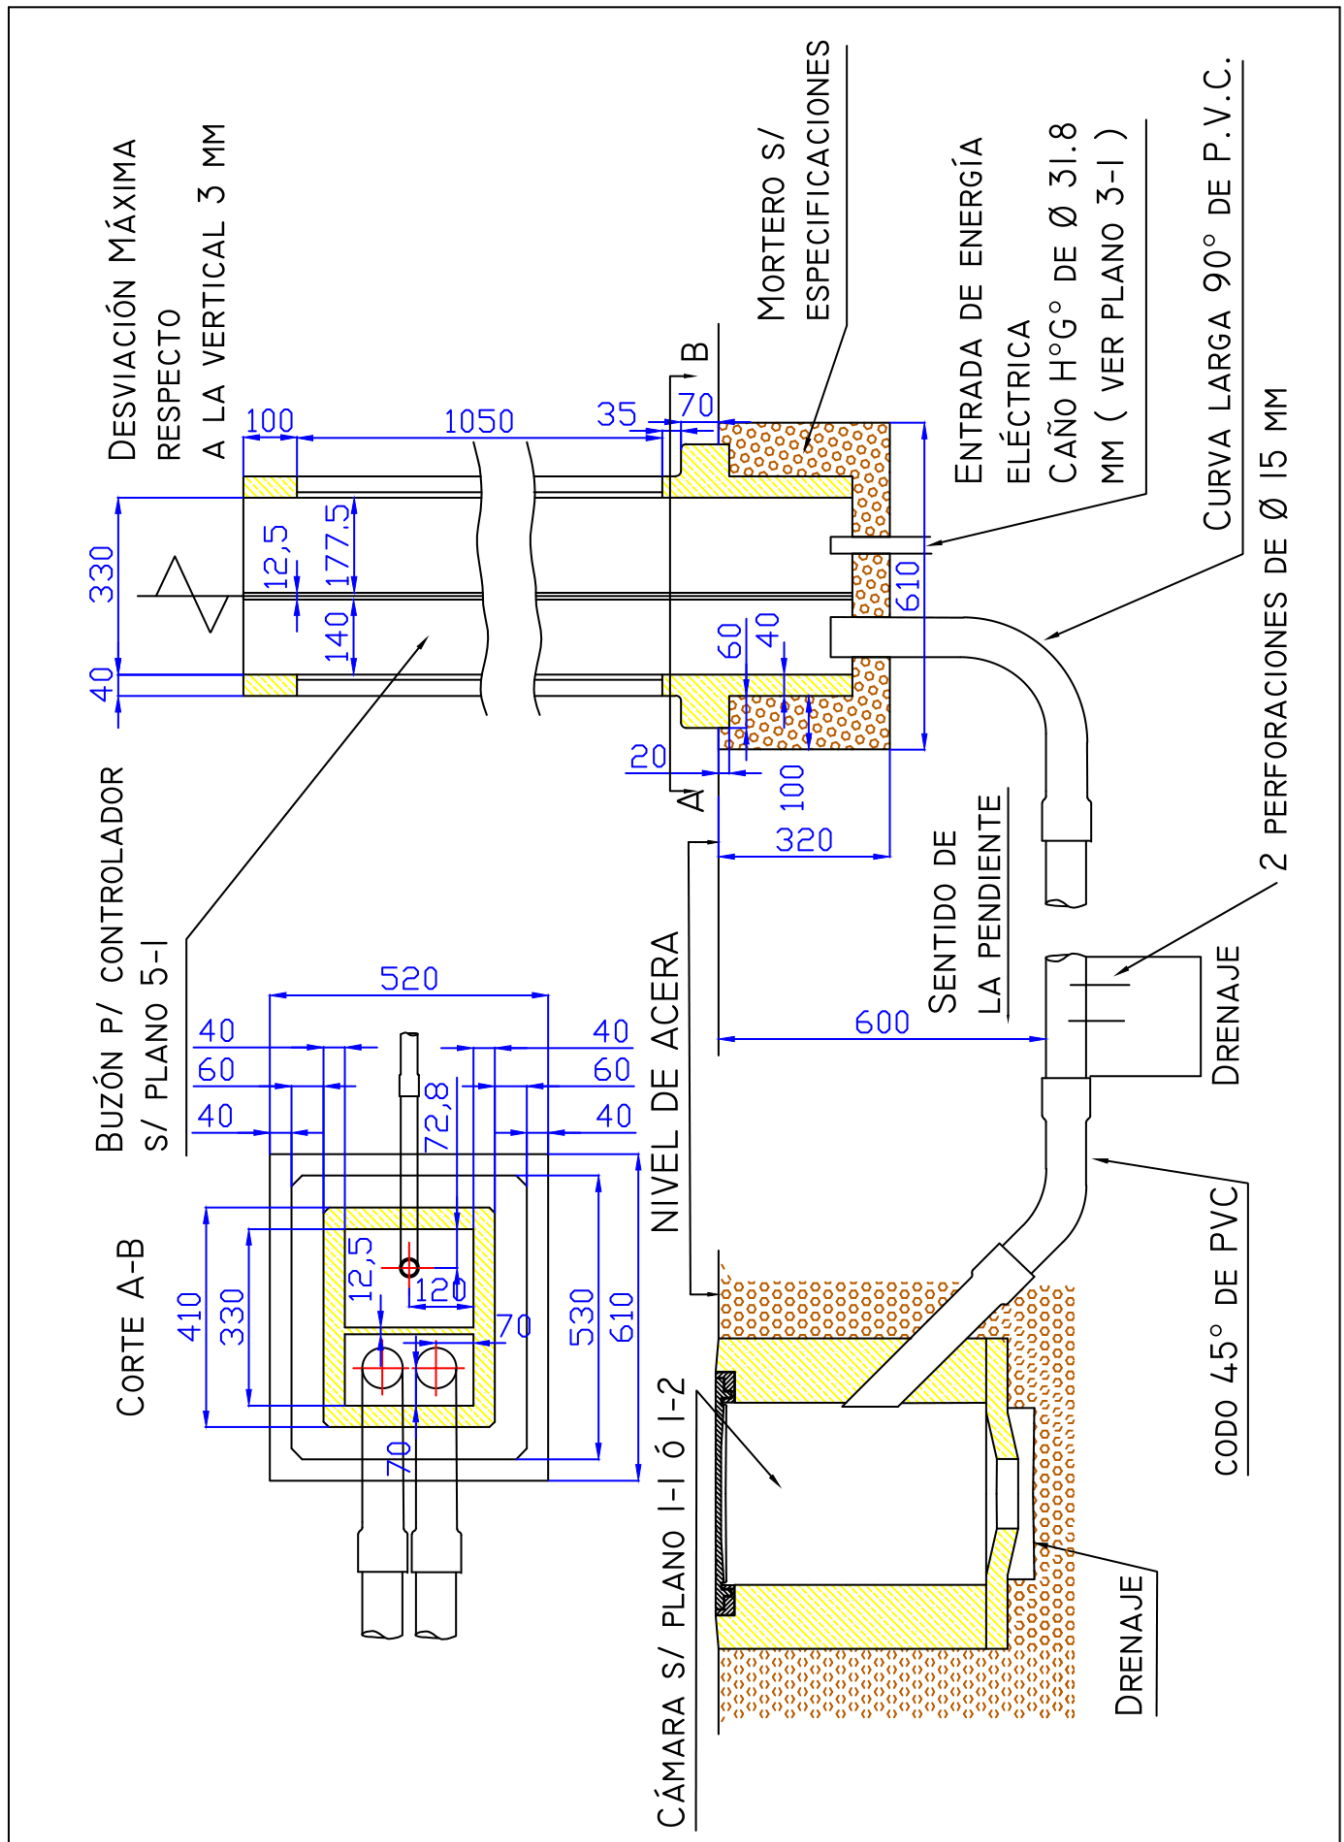 DESVIACIÓN MÁXIMA
RESPECTO
A LA VERTICAL 3 MM
100
1050
35
70
B
330
12,5
177.5
140
40
MORTERO S/
ESPECIFICACIONES
ENTRADA DE ENERGÍA
ELÉCTRICA
CAÑO H°G° DE Ø 31.8
MM ( VER PLANO 3-1 )
CURVA LARGA 90° DE P.V.C.
2 PERFORACIONES DE Ø 15 MM
610
60
40
20
100
A
320
BUZÓN P/ CONTROLADOR
S/ PLANO 5-1
520
40
60
40
40
60
40
72,8
CORTE A-B
410
330
12,5
120
70
70
530
610
NIVEL DE ACERA
SENTIDO DE
LA PENDIENTE
600
DRENAJE
CODO 45° DE PVC
CÁMARA S/ PLANO 1-1 Ó 1-2
DRENAJE